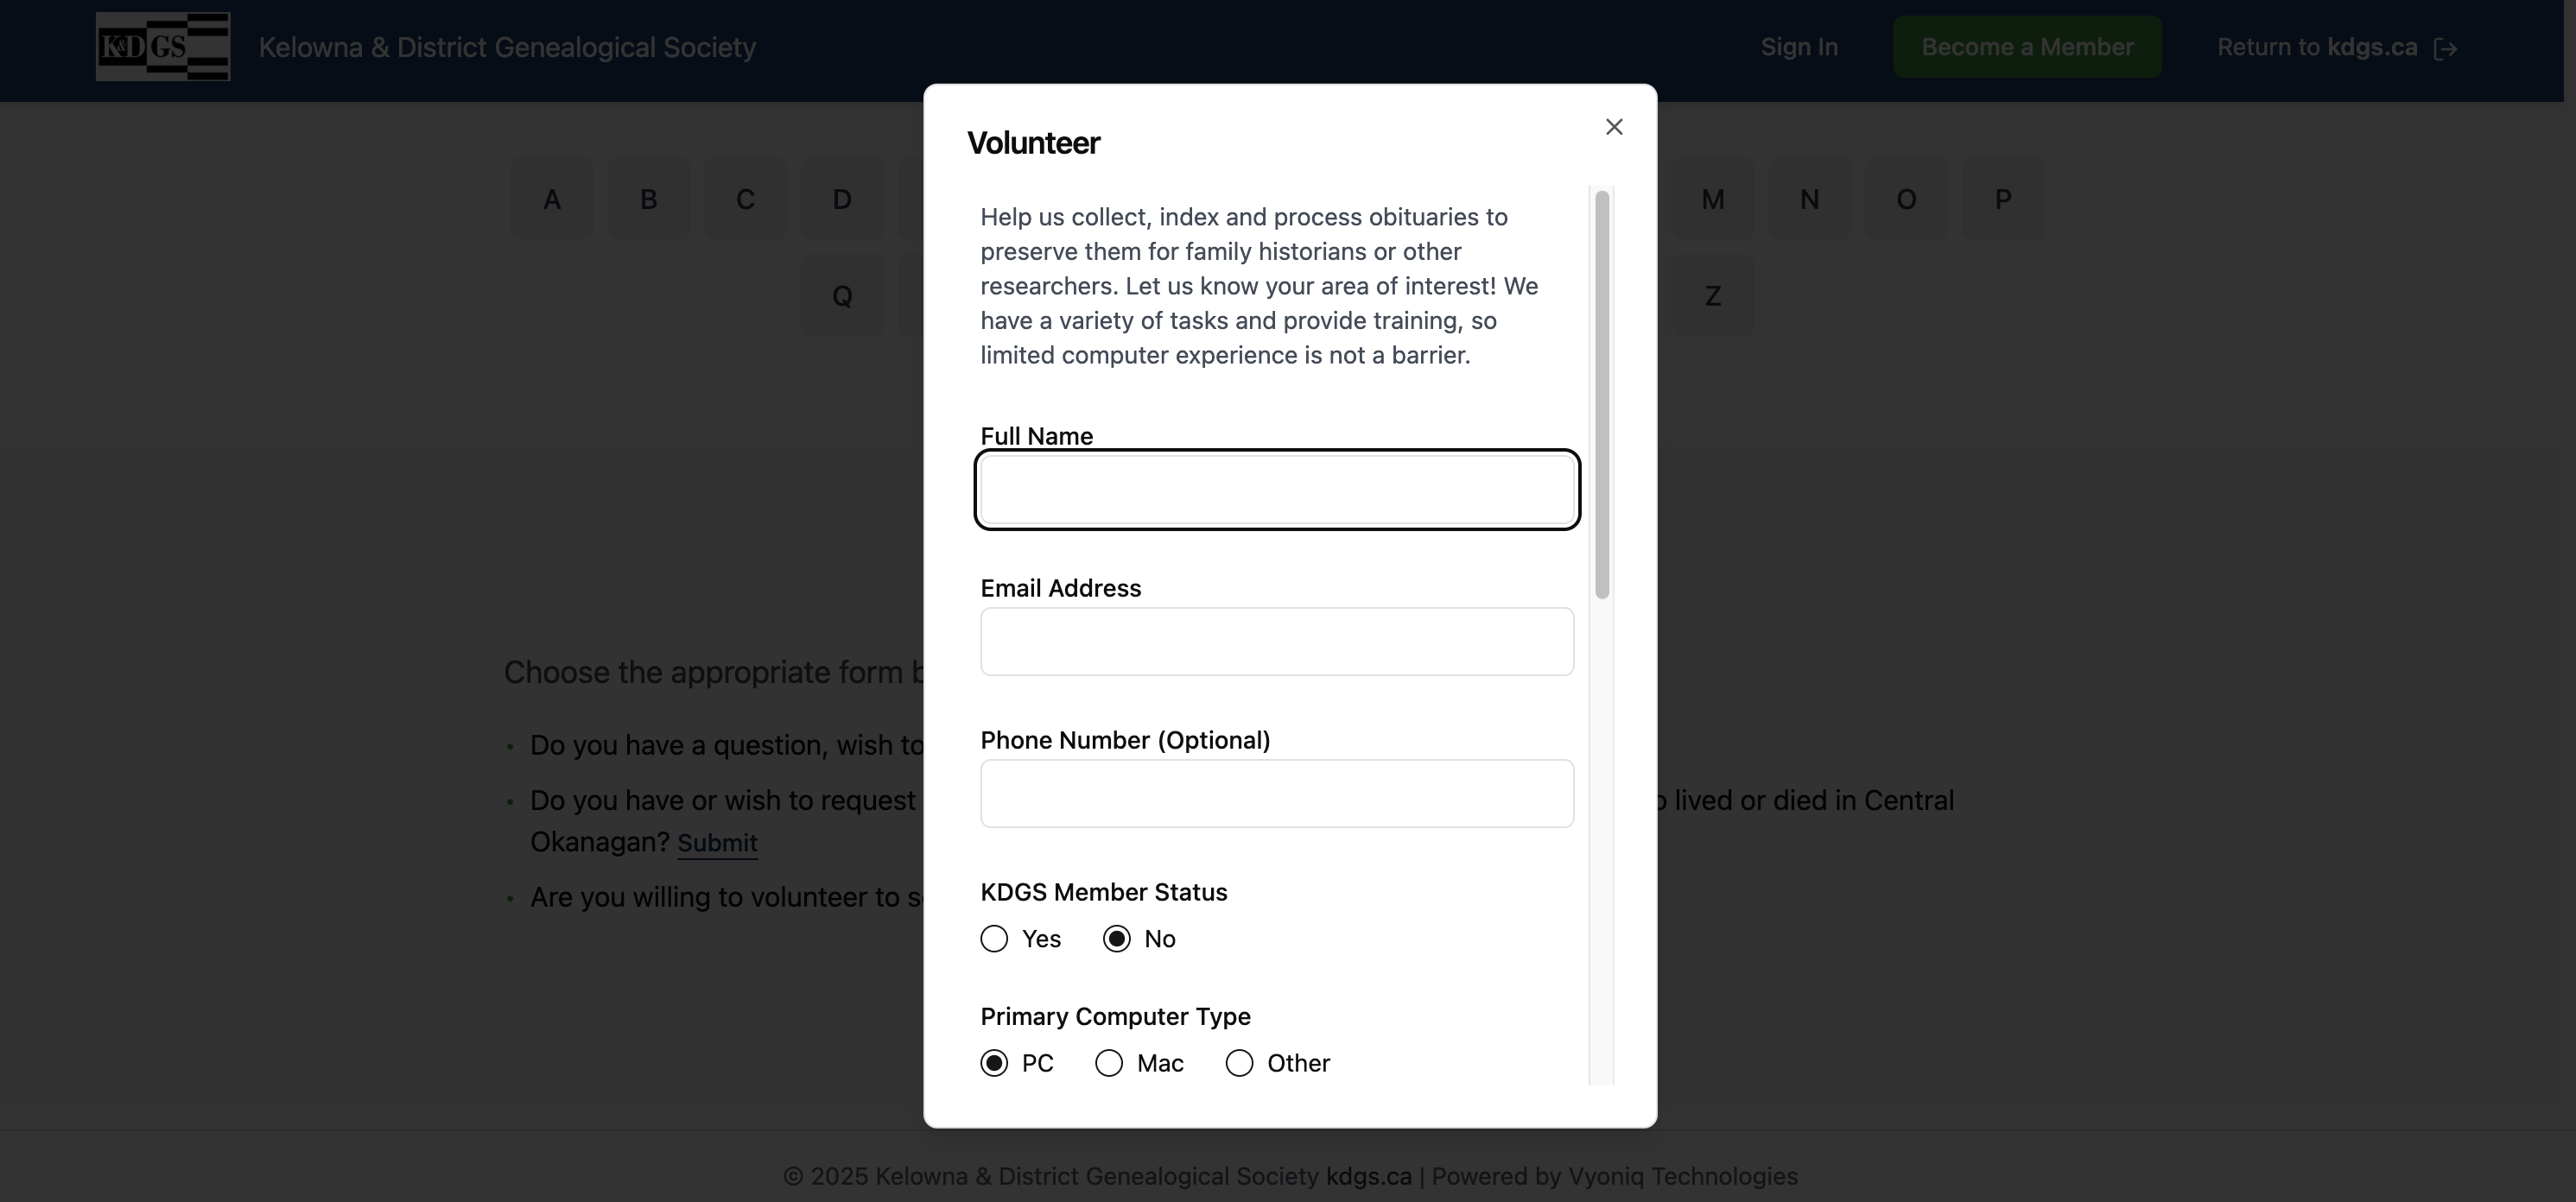 K&D GS
Kelowna & District Genealogical Society
Sign In
Become a Member
Return to kdgs.ca
A B C D M N O P
Q Z
Volunteer
Help us collect, index and process obituaries to
preserve them for family historians or other
researchers. Let us know your area of interest! We
have a variety of tasks and provide training, so
limited computer experience is not a barrier.
Full Name
Email Address
Phone Number (Optional)
KDGS Member Status
Yes No
Primary Computer Type
PC Mac Other
Choose the appropriate form
Do you have a question, wish to
Do you have or wish to request lived or died in Central
Okanagan? Submit
Are you willing to volunteer to
© 2025 Kelowna & District Genealogical Society kdgs.ca | Powered by Vyoniq Technologies